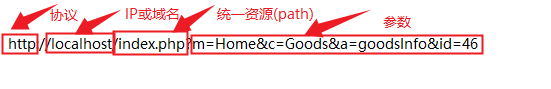 协议 IP或域名 统一资源(path) 参数
http://localhost/index.php?m=Home&c=Goods&a=goodsInfo&id=46